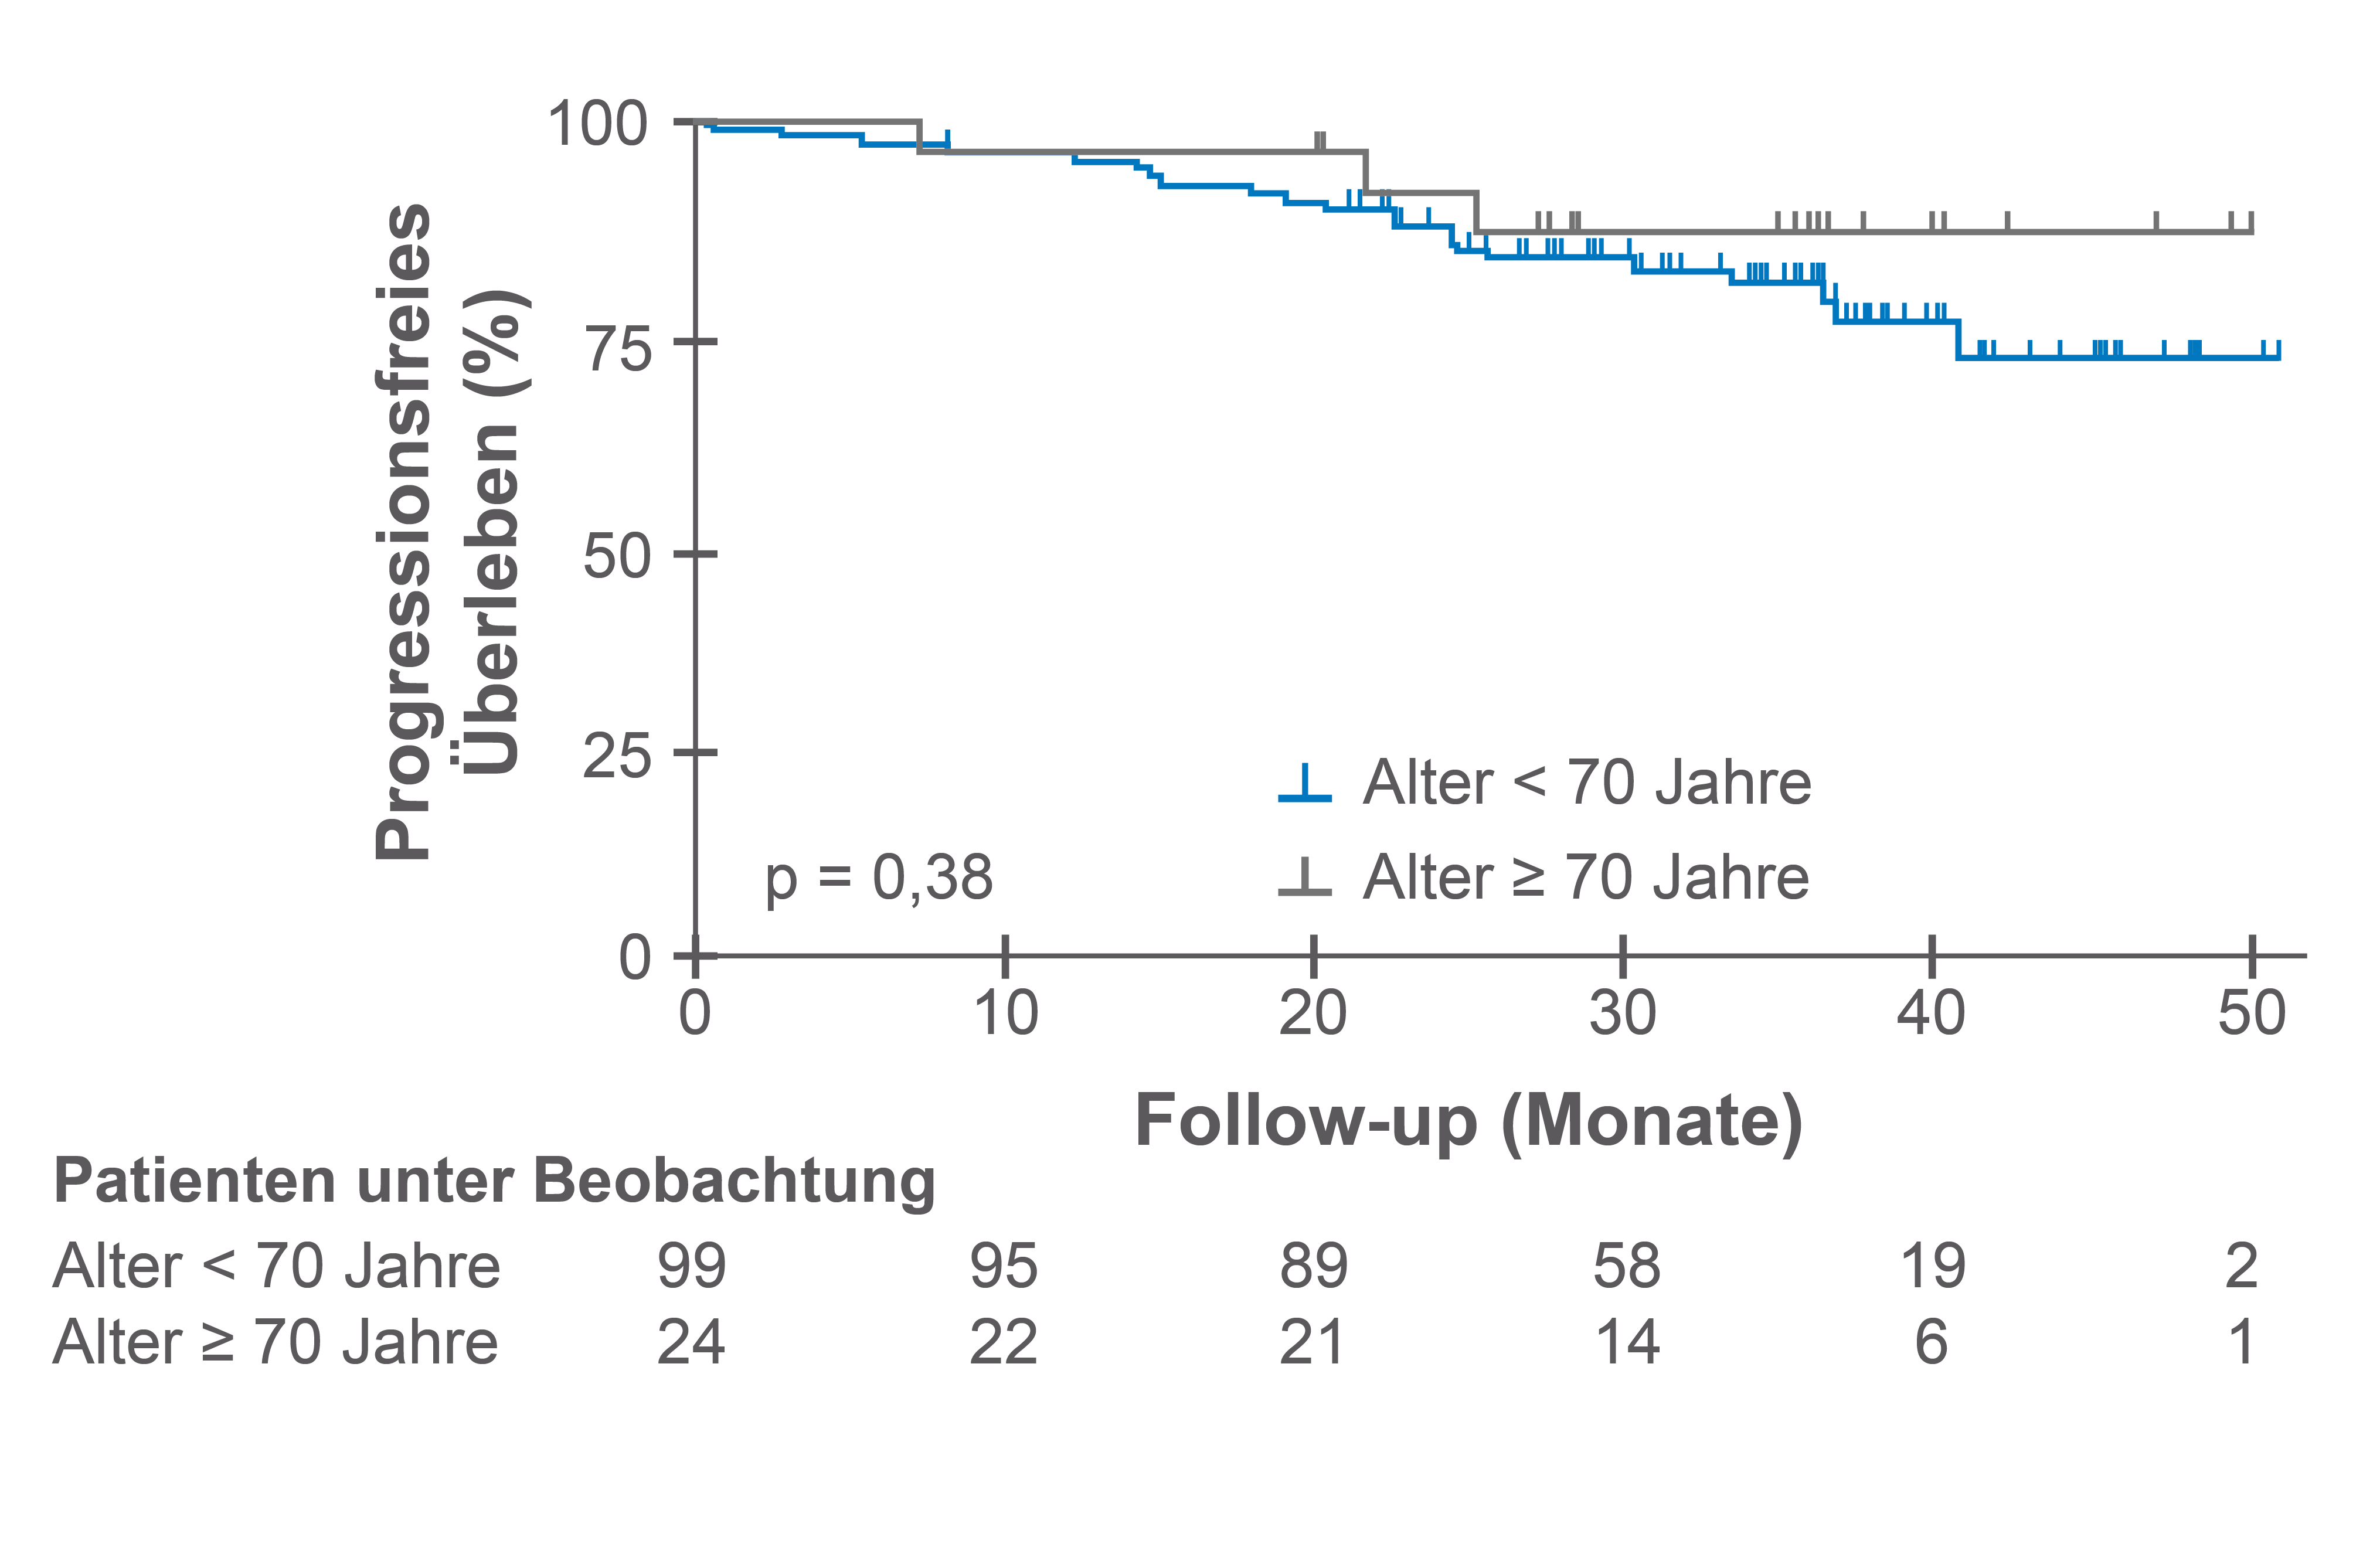 Progressionsfreies
Überleben (%)
100
75
50
25
0
Alter < 70 Jahre
Alter ≥ 70 Jahre
p = 0,38
0 10 20 30 40 50
Follow-up (Monate)
Patienten unter Beobachtung
Alter < 70 Jahre 99 95 89 58 19 2
Alter ≥ 70 Jahre 24 22 21 14 6 1